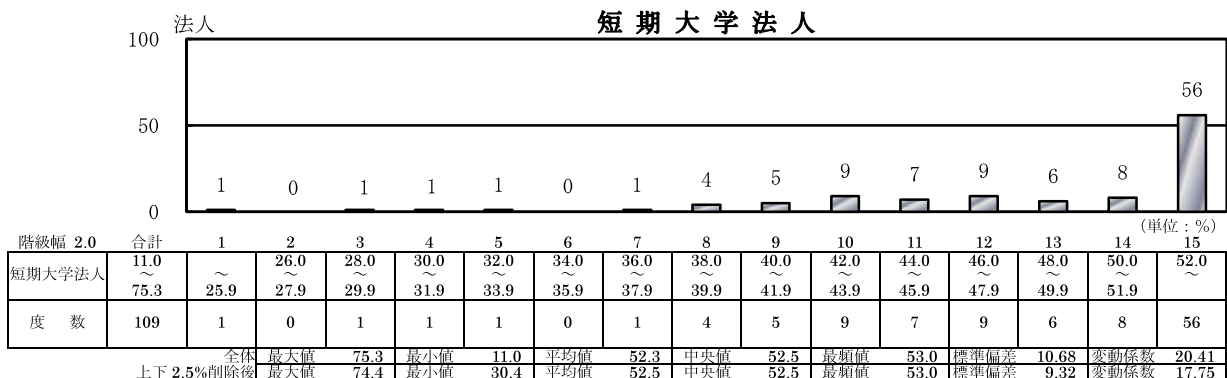 短期大学法人
法人
100
50
0
1 0 1 1 1 0 1 4 5 9 7 9 6 8 56
(単位：%)
階級幅 2.0 合計 1 2 3 4 5 6 7 8 9 10 11 12 13 14 15
短期大学法人 11.0～75.3 ～25.9 26.0～27.9 28.0～29.9 30.0～31.9 32.0～33.9 34.0～35.9 36.0～37.9 38.0～39.9 40.0～41.9 42.0～43.9 44.0～45.9 46.0～47.9 48.0～49.9 50.0～51.9 52.0～
度数 109 1 0 1 1 1 0 1 4 5 9 7 9 6 8 56
全体 最大値 75.3 最小値 11.0 平均値 52.3 中央値 52.5 最頻値 53.0 標準偏差 10.68 変動係数 20.41
上下2.5%削除後 最大値 74.4 最小値 30.4 平均値 52.5 中央値 52.5 最頻値 53.0 標準偏差 9.32 変動係数 17.75